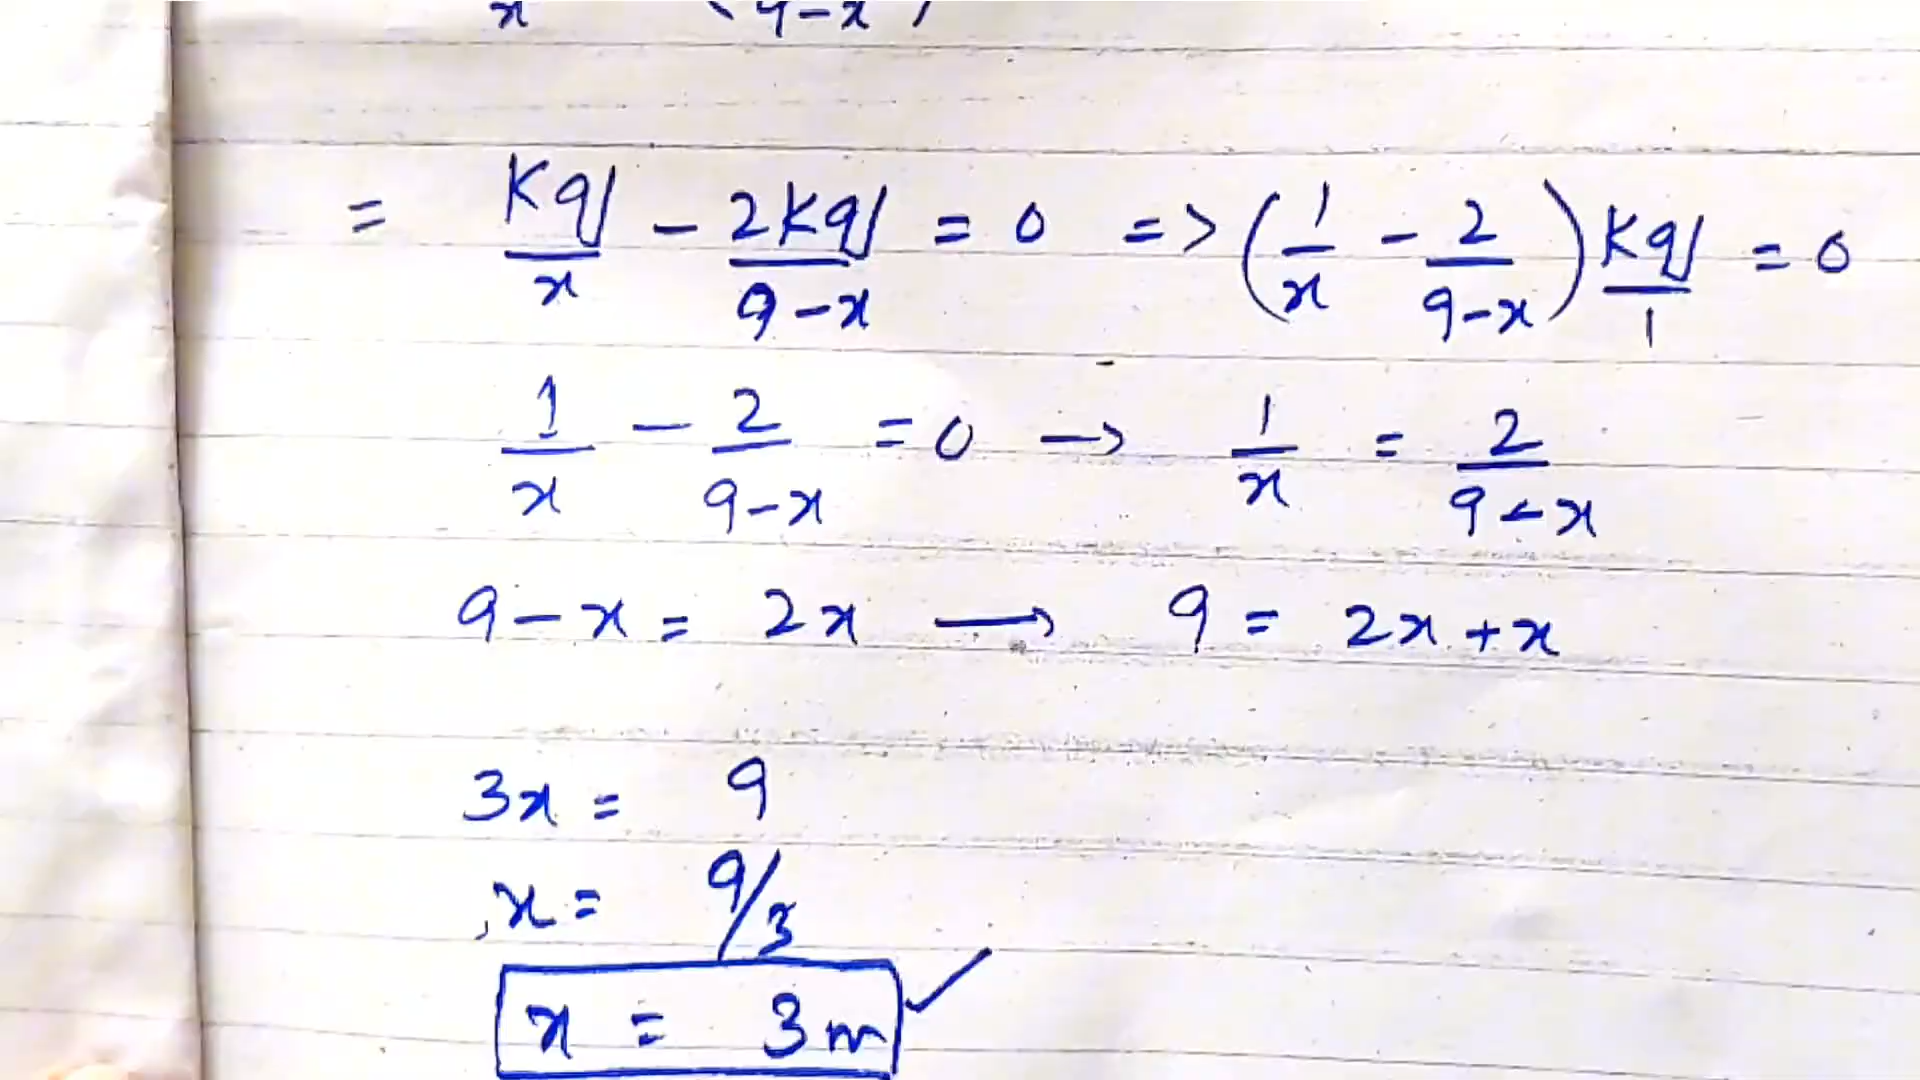 x (9-x)
= Kq/x - 2Kq/9-x = 0 => (1/x - 2/9-x) Kq/1 = 0
1/x - 2/9-x = 0 -> 1/x = 2/9-x
9-x = 2x -> 9 = 2x+x
3x = 9
x = 9/3
x = 3m ✓